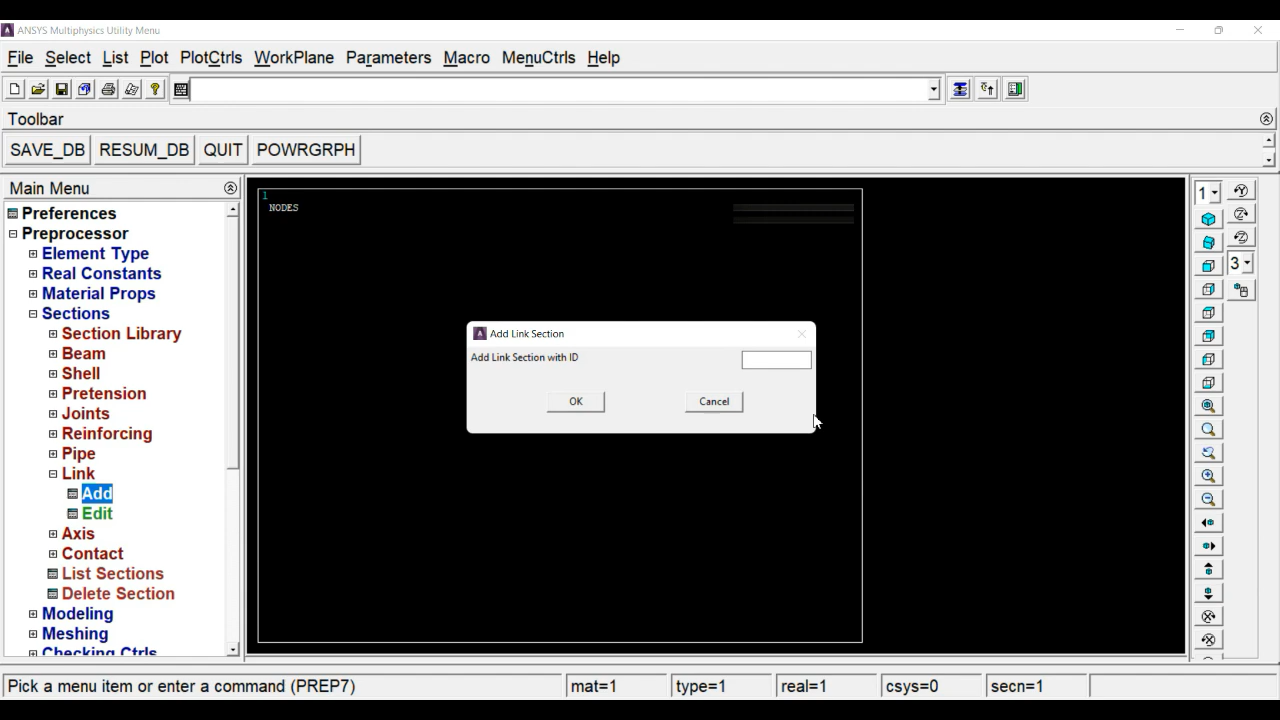 ANSYS Multiphysics Utility Menu
File Select List Plot PlotCtrls WorkPlane Parameters Macro MenuCtrls Help
Toolbar
SAVE_DB RESUM_DB QUIT POWRGRPH
Main Menu
Preferences
Preprocessor
Element Type
Real Constants
Material Props
Sections
Section Library
Beam
Shell
Pretension
Joints
Reinforcing
Pipe
Link
Add
Edit
Axis
Contact
List Sections
Delete Section
Modeling
Meshing
Checking Ctrls
1
NODES
Add Link Section
Add Link Section with ID
OK Cancel
1
3
Pick a menu item or enter a command (PREP7) mat=1 type=1 real=1 csys=0 secn=1